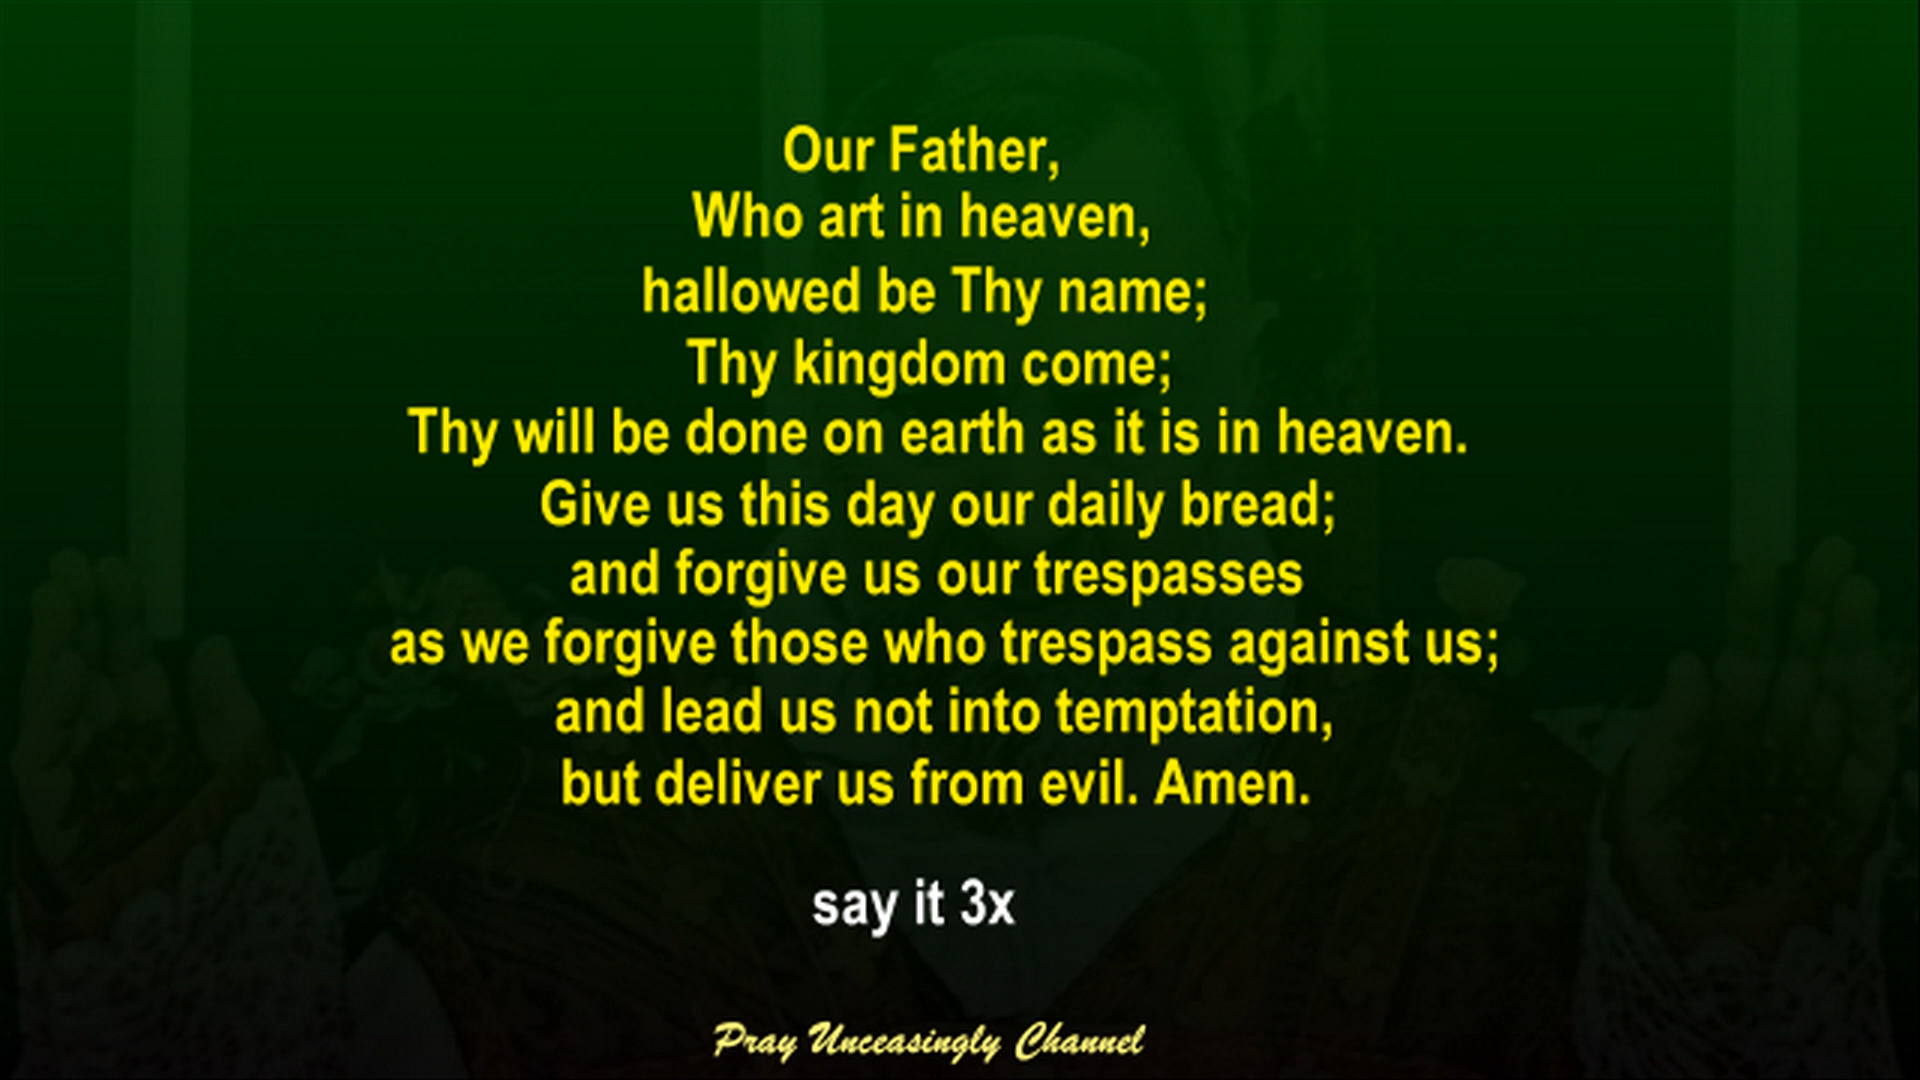 Our Father,
Who art in heaven,
hallowed be Thy name;
Thy kingdom come;
Thy will be done on earth as it is in heaven.
Give us this day our daily bread;
and forgive us our trespasses
as we forgive those who trespass against us;
and lead us not into temptation,
but deliver us from evil. Amen.
say it 3x
Pray Unceasingly Channel